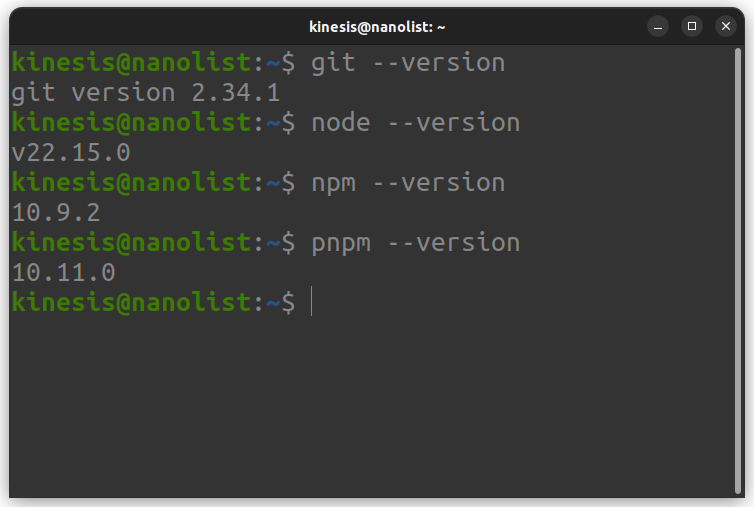 kinesis@nanolist: ~
kinesis@nanolist:~$ git --version
git version 2.34.1
kinesis@nanolist:~$ node --version
v22.15.0
kinesis@nanolist:~$ npm --version
10.9.2
kinesis@nanolist:~$ pnpm --version
10.11.0
kinesis@nanolist:~$